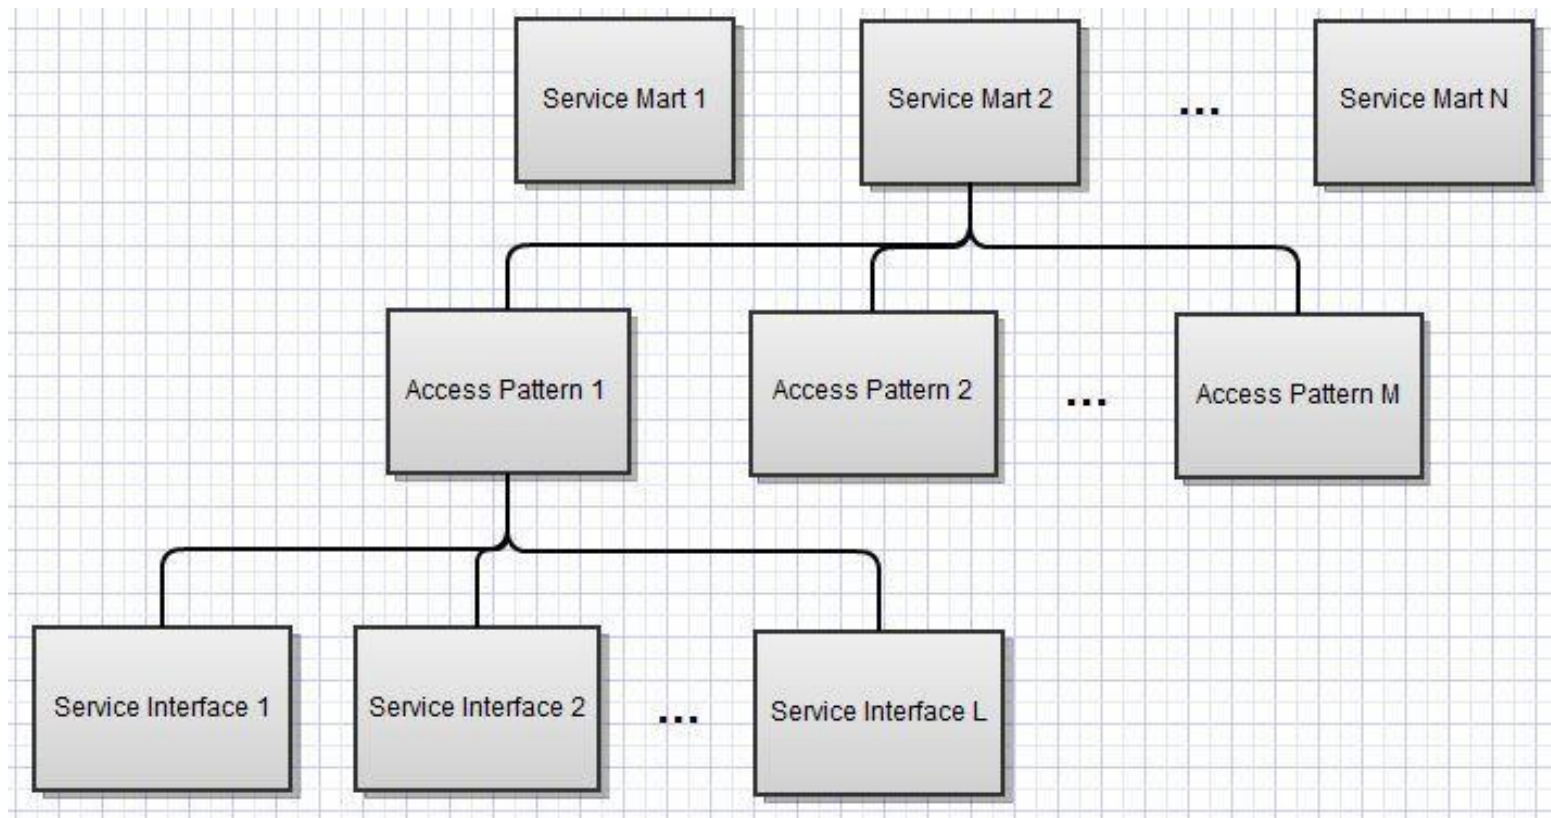 Service Mart 1
Service Mart 2
...
Service Mart N
Access Pattern 1
Access Pattern 2
...
Access Pattern M
Service Interface 1
Service Interface 2
...
Service Interface L